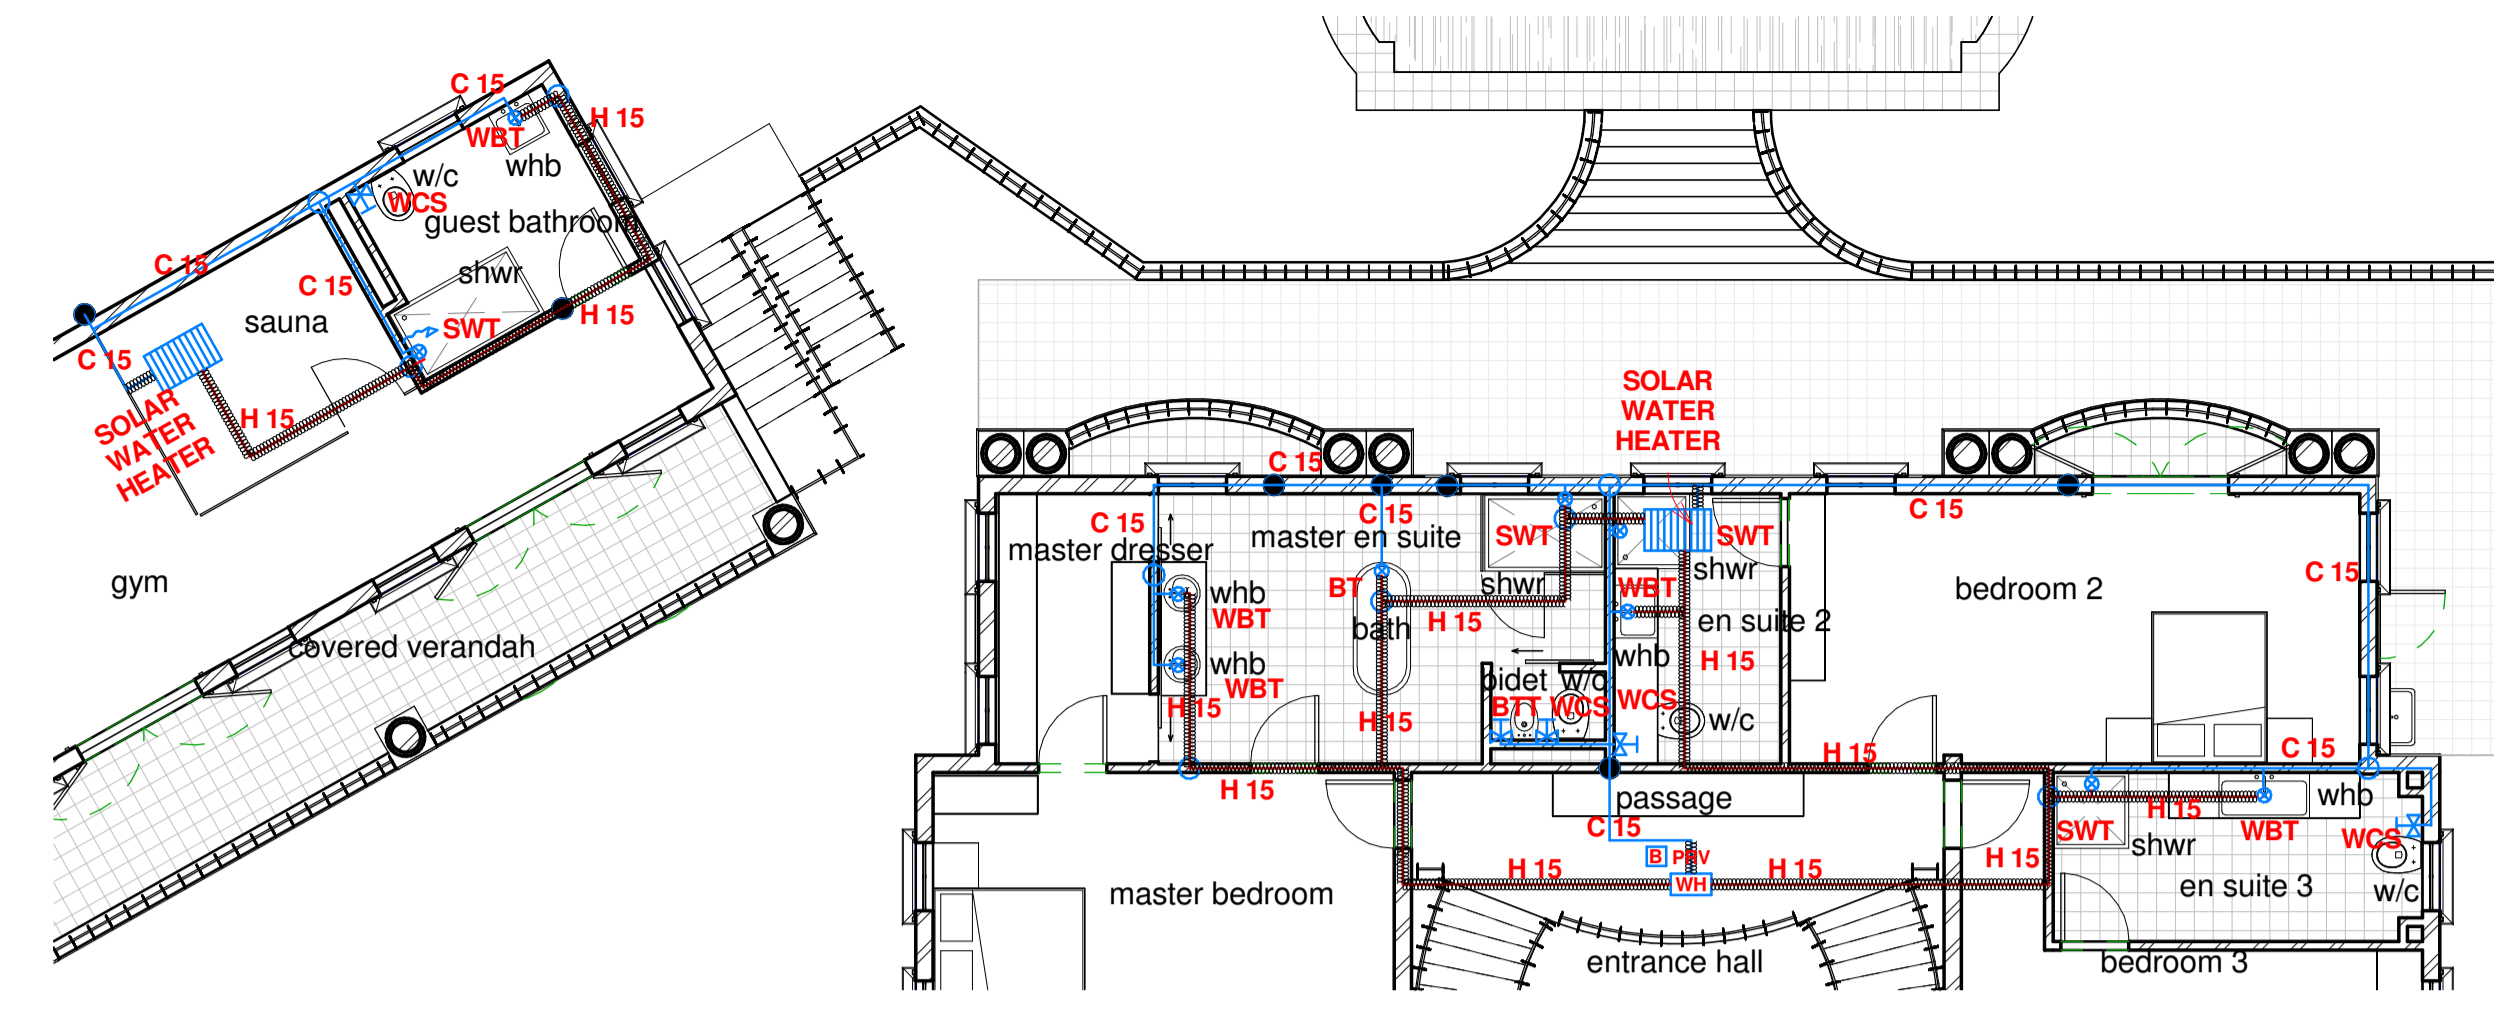 C 15
H 15
WBT
whb
w/c
WCS
guest bathroom
C 15
C 15
shwr
sauna
SWT
H 15
C 15
H 15
SOLAR
WATER
HEATER
gym
covered verandah
SOLAR
WATER
HEATER
C 15
C 15
C 15
C 15
master dresser
master en suite
SWT
SWT
shwr
shwr
bedroom 2
C 15
BT
WBT
whb
WBT
H 15
bath
en suite 2
whb
H 15
whb
WBT
bidet
w/c
H 15
BTT
WCS
WCS
H 15
w/c
H 15
C 15
H 15
passage
whb
H 15
C 15
SWT
WBT
WCS
shwr
B
PRV
H 15
H 15
H 15
WH
en suite 3
w/c
master bedroom
entrance hall
bedroom 3